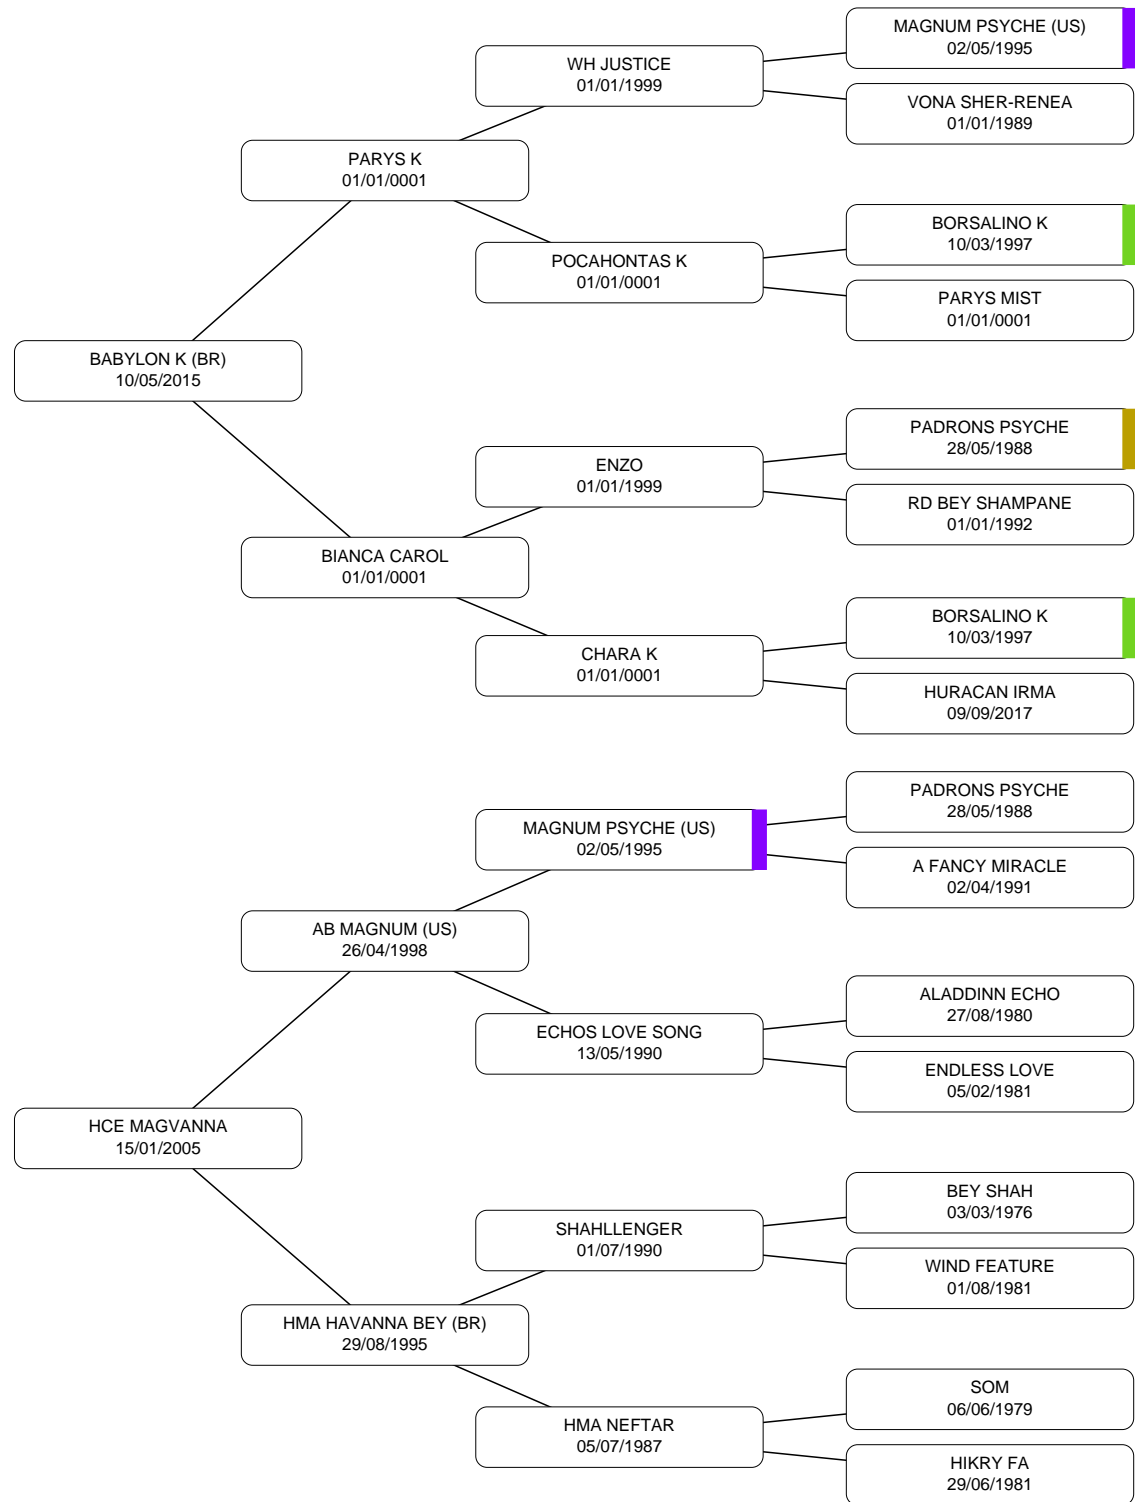 MAGNUM PSYCHE (US)
02/05/1995
WH JUSTICE
01/01/1999
VONA SHER-RENEA
01/01/1989
PARYS K
01/01/0001
BORSALINO K
10/03/1997
POCAHONTAS K
01/01/0001
PARYS MIST
01/01/0001
BABYLON K (BR)
10/05/2015
PADRONS PSYCHE
28/05/1988
ENZO
01/01/1999
RD BEY SHAMPANE
01/01/1992
BIANCA CAROL
01/01/0001
BORSALINO K
10/03/1997
CHARA K
01/01/0001
HURACAN IRMA
09/09/2017
PADRONS PSYCHE
28/05/1988
MAGNUM PSYCHE (US)
02/05/1995
A FANCY MIRACLE
02/04/1991
AB MAGNUM (US)
26/04/1998
ALADDINN ECHO
27/08/1980
ECHOS LOVE SONG
13/05/1990
ENDLESS LOVE
05/02/1981
HCE MAGVANNA
15/01/2005
BEY SHAH
03/03/1976
SHAHLLENGER
01/07/1990
WIND FEATURE
01/08/1981
HMA HAVANNA BEY (BR)
29/08/1995
SOM
06/06/1979
HMA NEFTAR
05/07/1987
HIKRY FA
29/06/1981